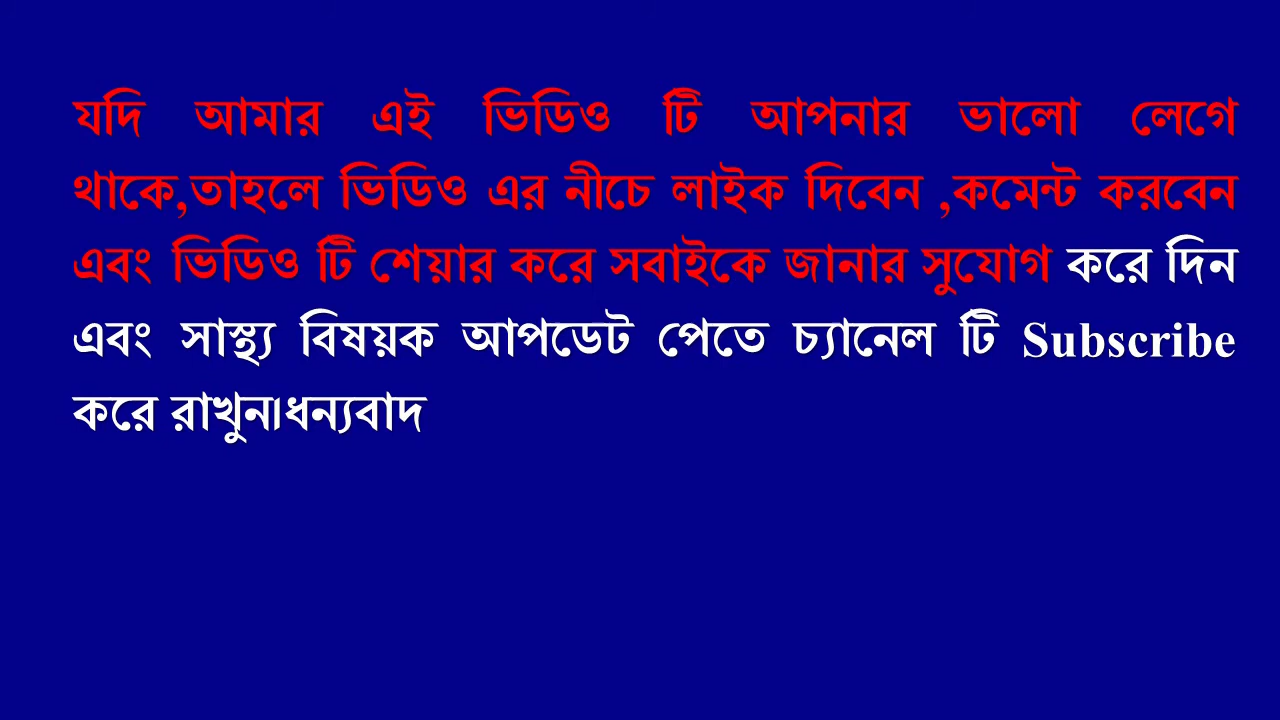 যদি আমার এই ভিডিও টি আপনার ভালো লেগে
থাকে,তাহলে ভিডিও এর নীচে লাইক দিবেন ,কমেন্ট করবেন
এবং ভিডিও টি শেয়ার করে সবাইকে জানার সুযোগ করে দিন
এবং সাস্থ্য বিষয়ক আপডেট পেতে চ্যানেল টি Subscribe
করে রাখুন।ধন্যবাদ